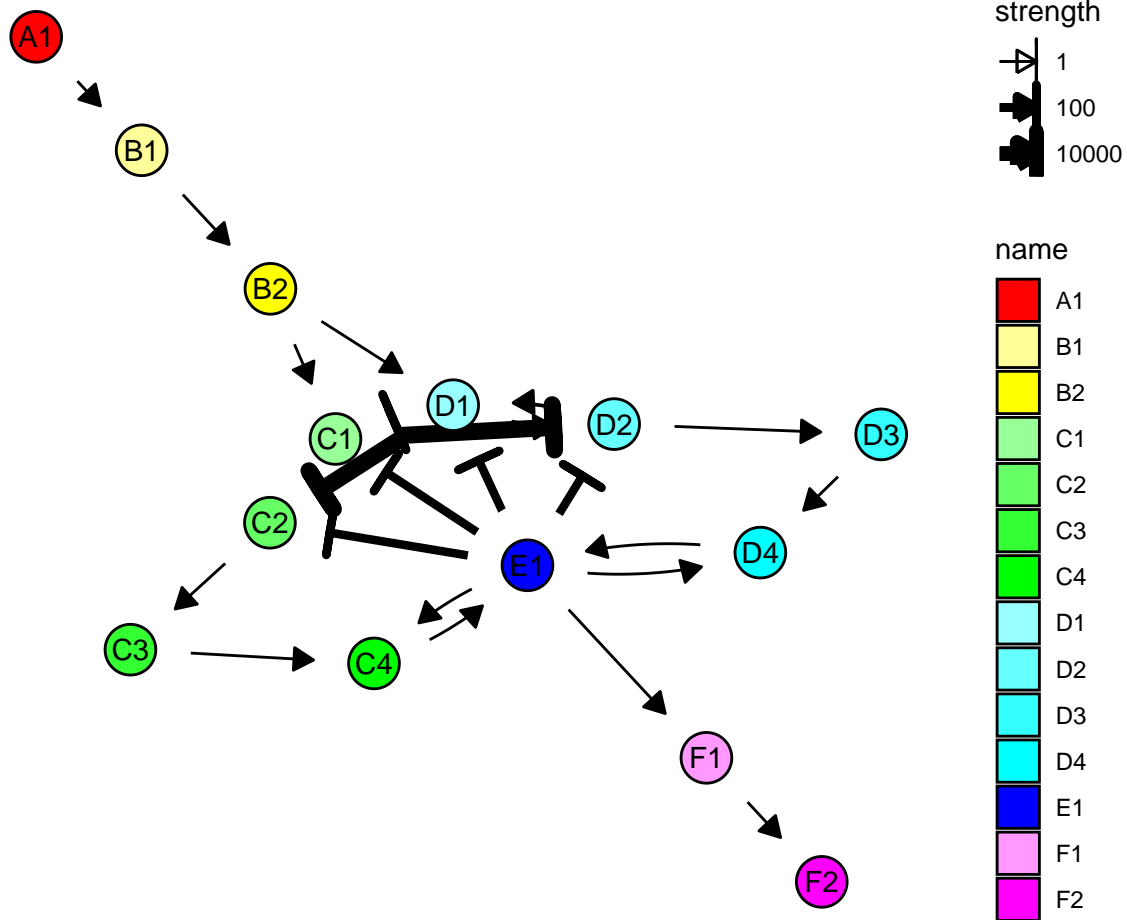 A1
B1
B2
C1
D1
D2
D3
C2
E1
D4
C3
C4
F1
F2
strength
1
100
10000
name
A1
B1
B2
C1
C2
C3
C4
D1
D2
D3
D4
E1
F1
F2